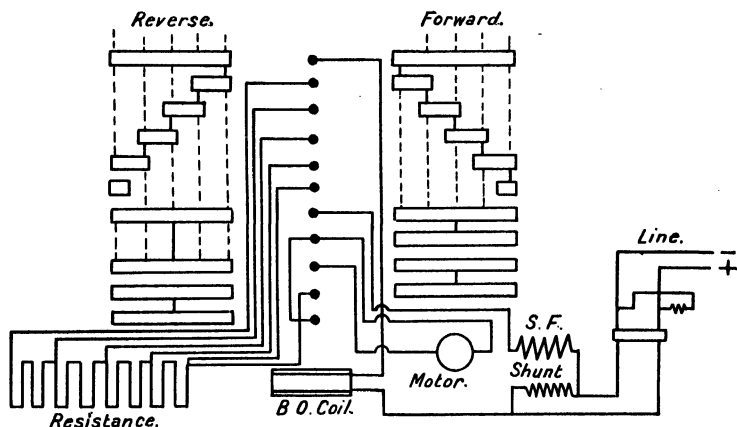 Reverse.
Forward.
Line.
−
+
S.F.
Shunt
Motor.
B O. Coil.
Resistance.